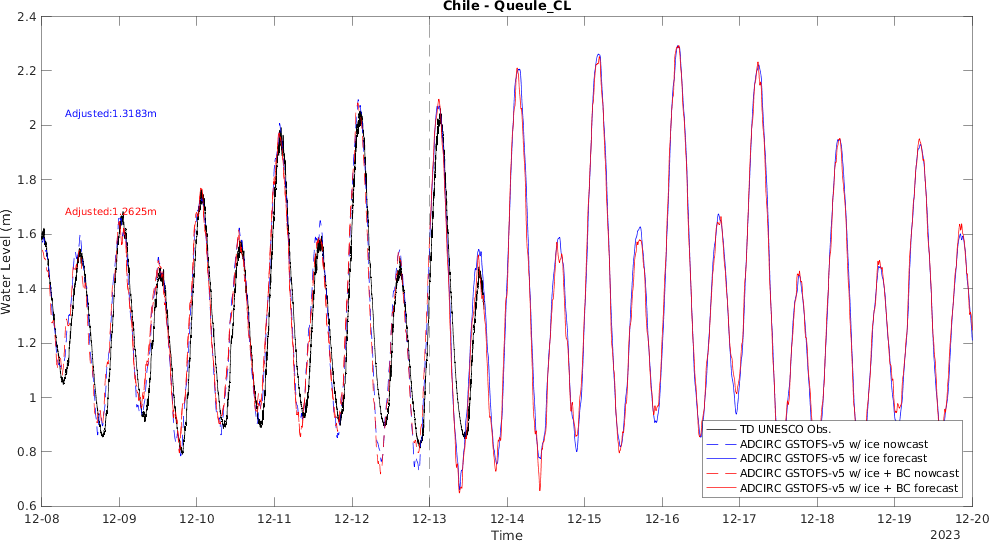 Chile - Queule_CL
2.4
2.2
2
1.8
1.6
1.4
1.2
1
0.8
0.6
Water Level (m)
Adjusted:1.3183m
Adjusted:1.2625m
TD UNESCO Obs.
ADCIRC GSTOFS-v5 w/ ice nowcast
ADCIRC GSTOFS-v5 w/ ice forecast
ADCIRC GSTOFS-v5 w/ ice + BC nowcast
ADCIRC GSTOFS-v5 w/ ice + BC forecast
12-08 12-09 12-10 12-11 12-12 12-13 12-14 12-15 12-16 12-17 12-18 12-19 12-20
Time
2023